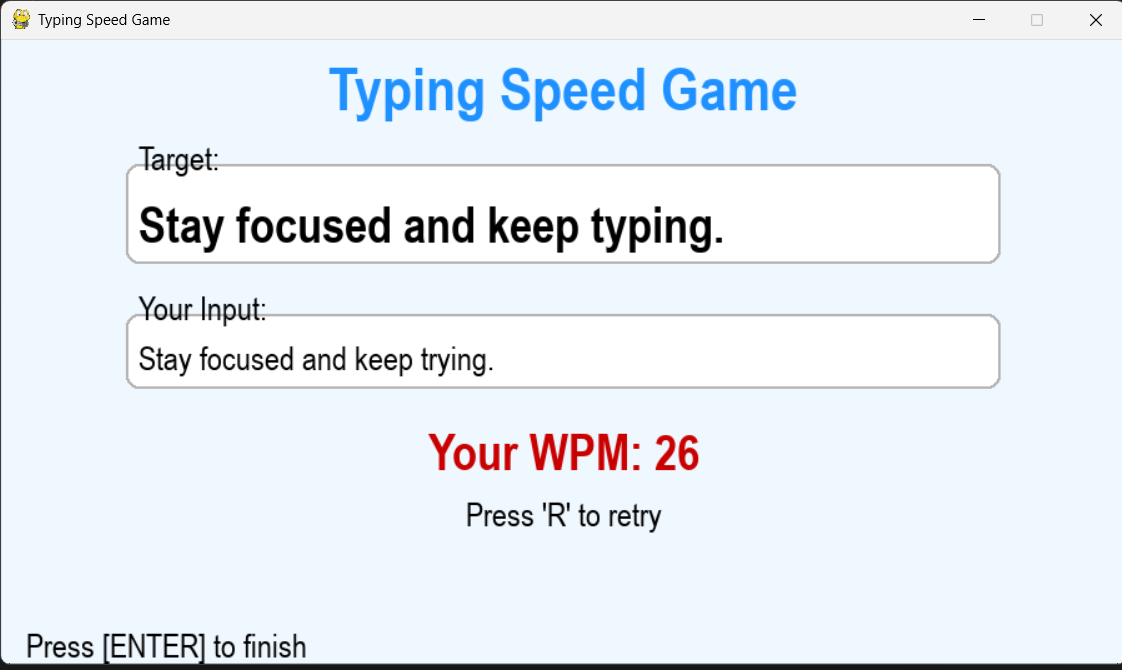 Typing Speed Game
Typing Speed Game
Target:
Stay focused and keep typing.
Your Input:
Stay focused and keep trying.
Your WPM: 26
Press 'R' to retry
Press [ENTER] to finish